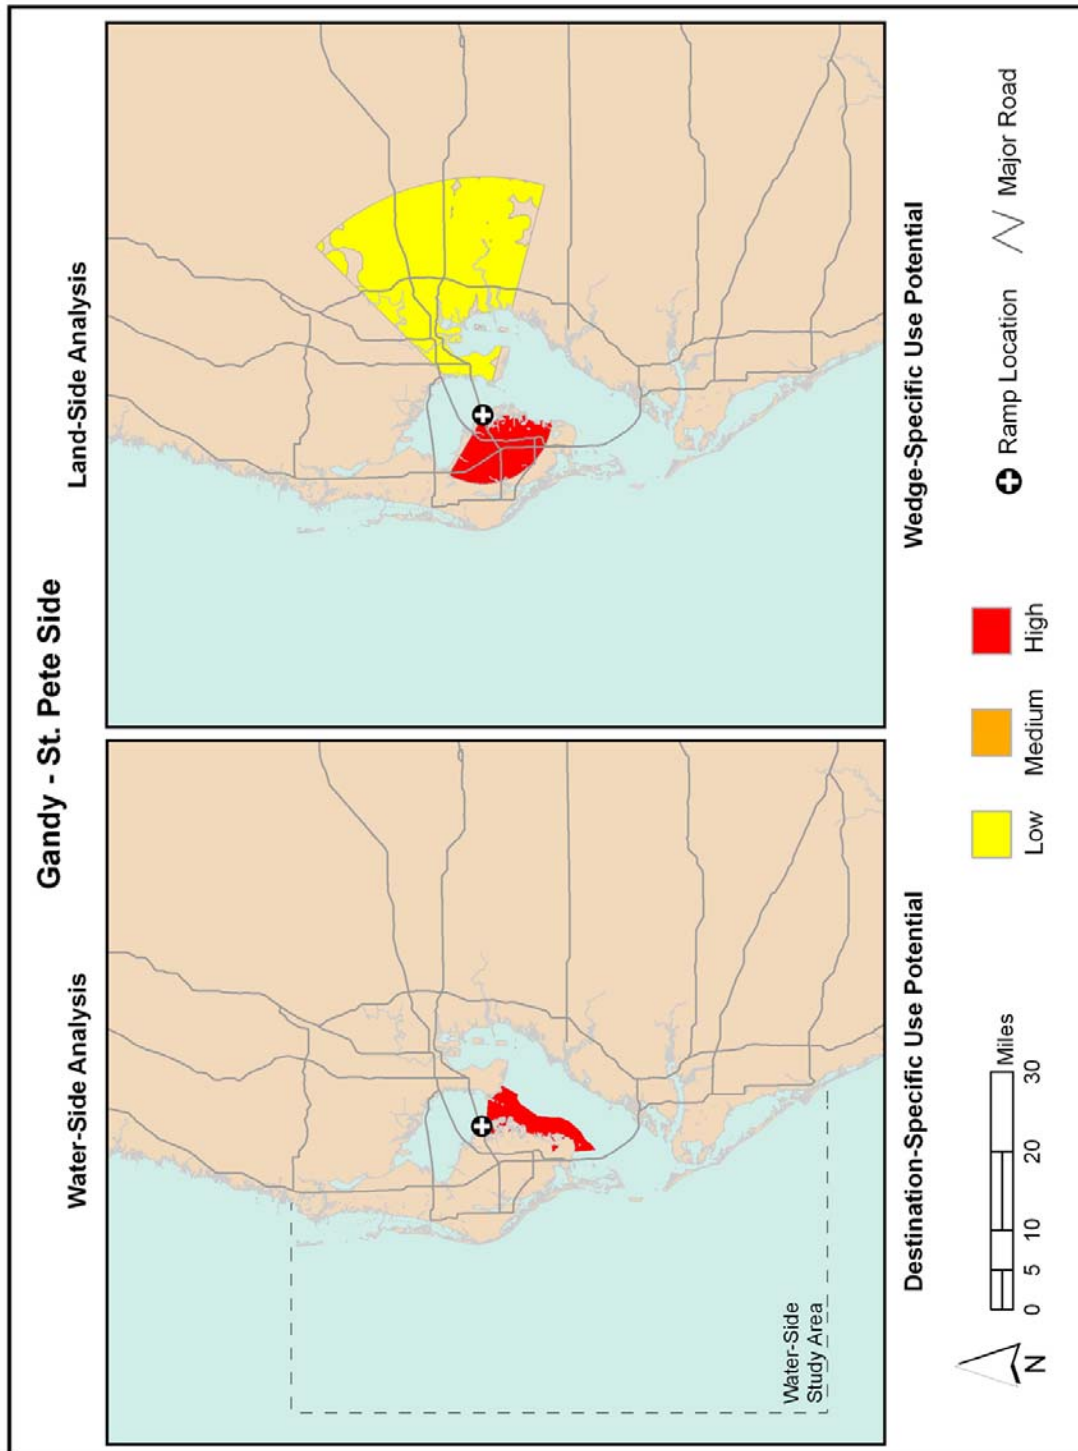 Gandy - St. Pete Side
Water-Side Analysis
Land-Side Analysis
Water-Side
Study Area
Destination-Specific Use Potential
Wedge-Specific Use Potential
N
0 5 10 20 30
Miles
Low
Medium
High
Ramp Location
Major Road